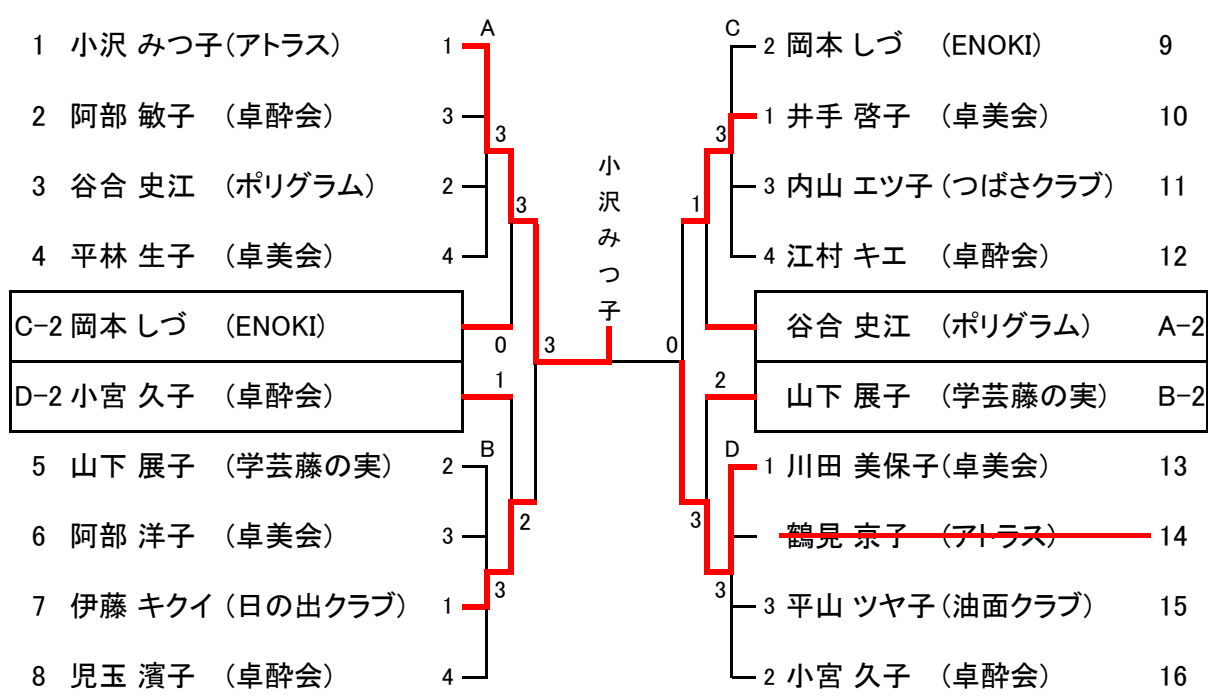 A C
1 小沢 みつ子(アトラス) 1 2 岡本 しづ (ENOKI) 9
2 阿部 敏子 (卓酔会) 3 1 井手 啓子 (卓美会) 10
3 3
3 谷合 史江 (ポリグラム) 2 3 内山 エツ子(つばさクラブ) 11
3 1
4 平林 生子 (卓美会) 4 4 江村 キエ (卓酔会) 12
小沢みつ子
C-2 岡本 しづ (ENOKI) 谷合 史江 (ポリグラム) A-2
0 3 0
1 2
D-2 小宮 久子 (卓酔会) 山下 展子 (学芸藤の実) B-2
B D
5 山下 展子 (学芸藤の実) 2 1 川田 美保子(卓美会) 13
2 3
6 阿部 洋子 (卓美会) 3 鶴見 京子 (アトラス) 14
3 3
7 伊藤 キクイ (日の出クラブ) 1 3 平山 ツヤ子(油面クラブ) 15
8 児玉 濱子 (卓酔会) 4 2 小宮 久子 (卓酔会) 16